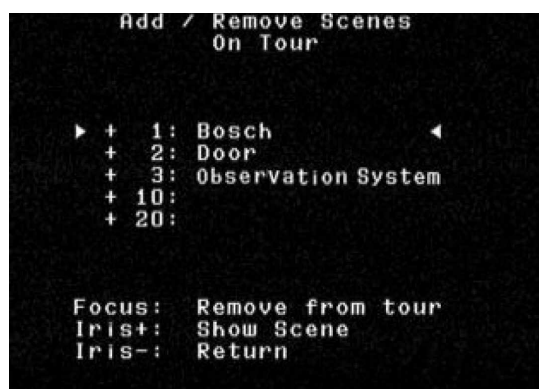 Add / Remove Scenes
On Tour
+ 1: Bosch
+ 2: Door
+ 3: Observation System
+ 10:
+ 20:
Focus: Remove from tour
Iris+: Show Scene
Iris-: Return